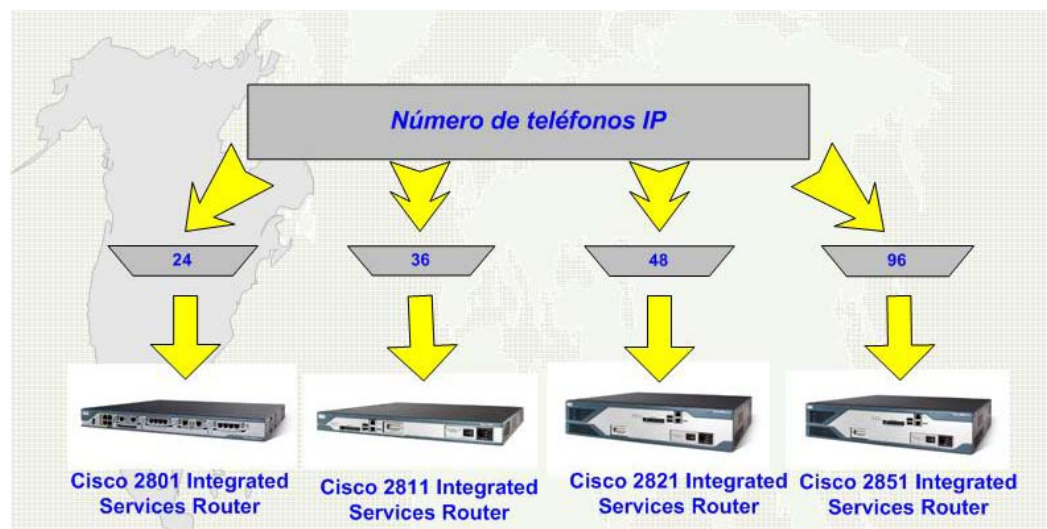 Número de teléfonos IP
24
36
48
96
Cisco 2801 Integrated
Services Router
Cisco 2811 Integrated
Services Router
Cisco 2821 Integrated
Services Router
Cisco 2851 Integrated
Services Router